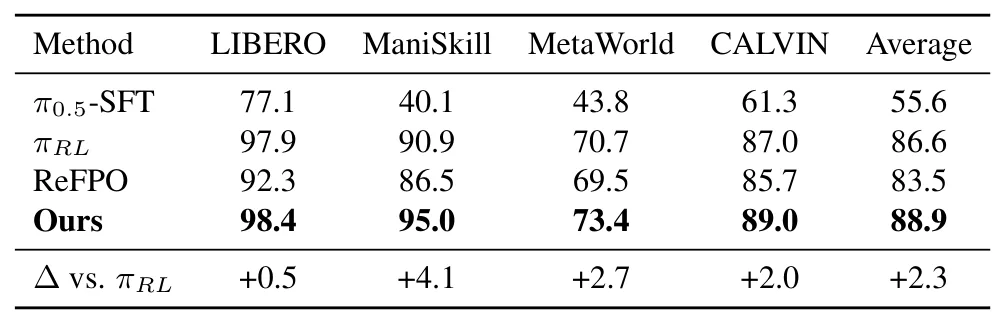 Method LIBERO ManiSkill MetaWorld CALVIN Average
π0.5-SFT 77.1 40.1 43.8 61.3 55.6
πRL 97.9 90.9 70.7 87.0 86.6
ReFPO 92.3 86.5 69.5 85.7 83.5
Ours 98.4 95.0 73.4 89.0 88.9
Δ vs. πRL +0.5 +4.1 +2.7 +2.0 +2.3